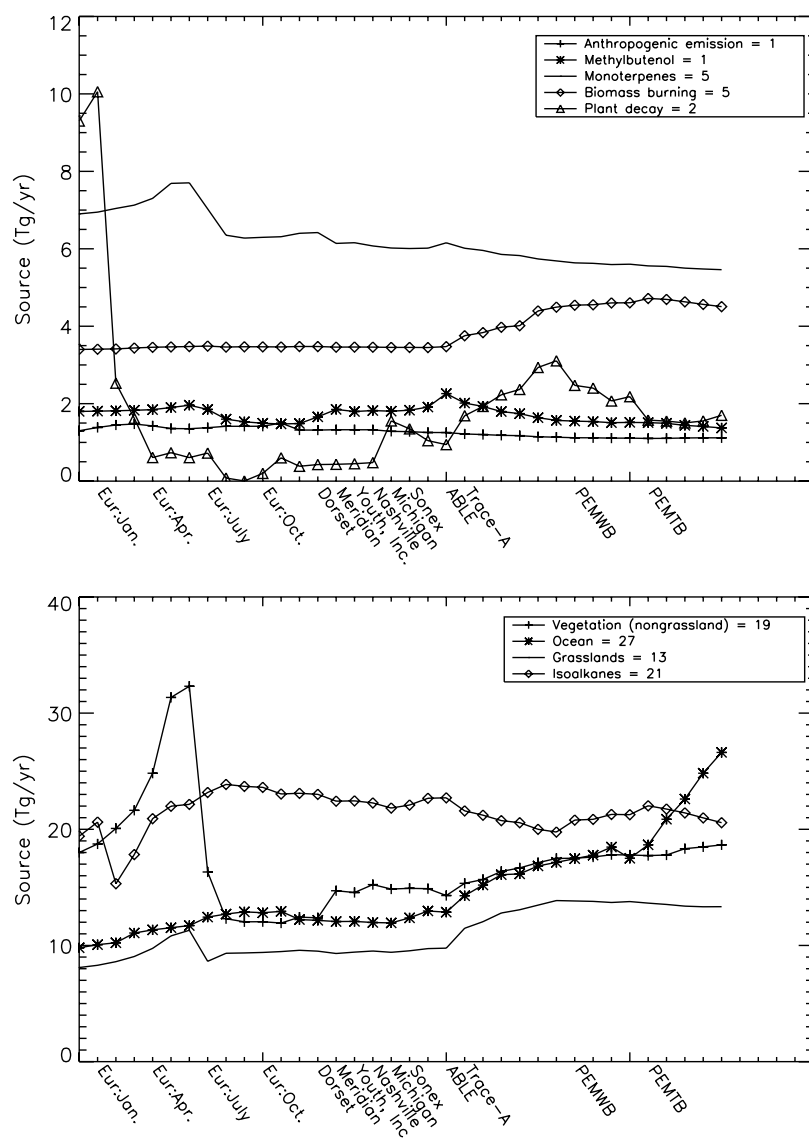 12
10
8
6
4
2
0
Source (Tg/yr)
Anthropogenic emission = 1
Methylbutenol = 1
Monoterpenes = 5
Biomass burning = 5
Plant decay = 2
Eur:Jan.
Eur:Apr.
Eur:July
Eur:Oct.
Dorset
Meridian
Youth, Inc.
Nashville
Michigan
Sonex
ABLE
Trace-A
PEMWB
PEMTB
40
30
20
10
0
Source (Tg/yr)
Vegetation (nongrassland) = 19
Ocean = 27
Grasslands = 13
Isoalkanes = 21
Eur:Jan.
Eur:Apr.
Eur:July
Eur:Oct.
Dorset
Meridian
Youth, Inc
Nashville
Michigan
Sonex
ABLE
Trace-A
PEMWB
PEMTB